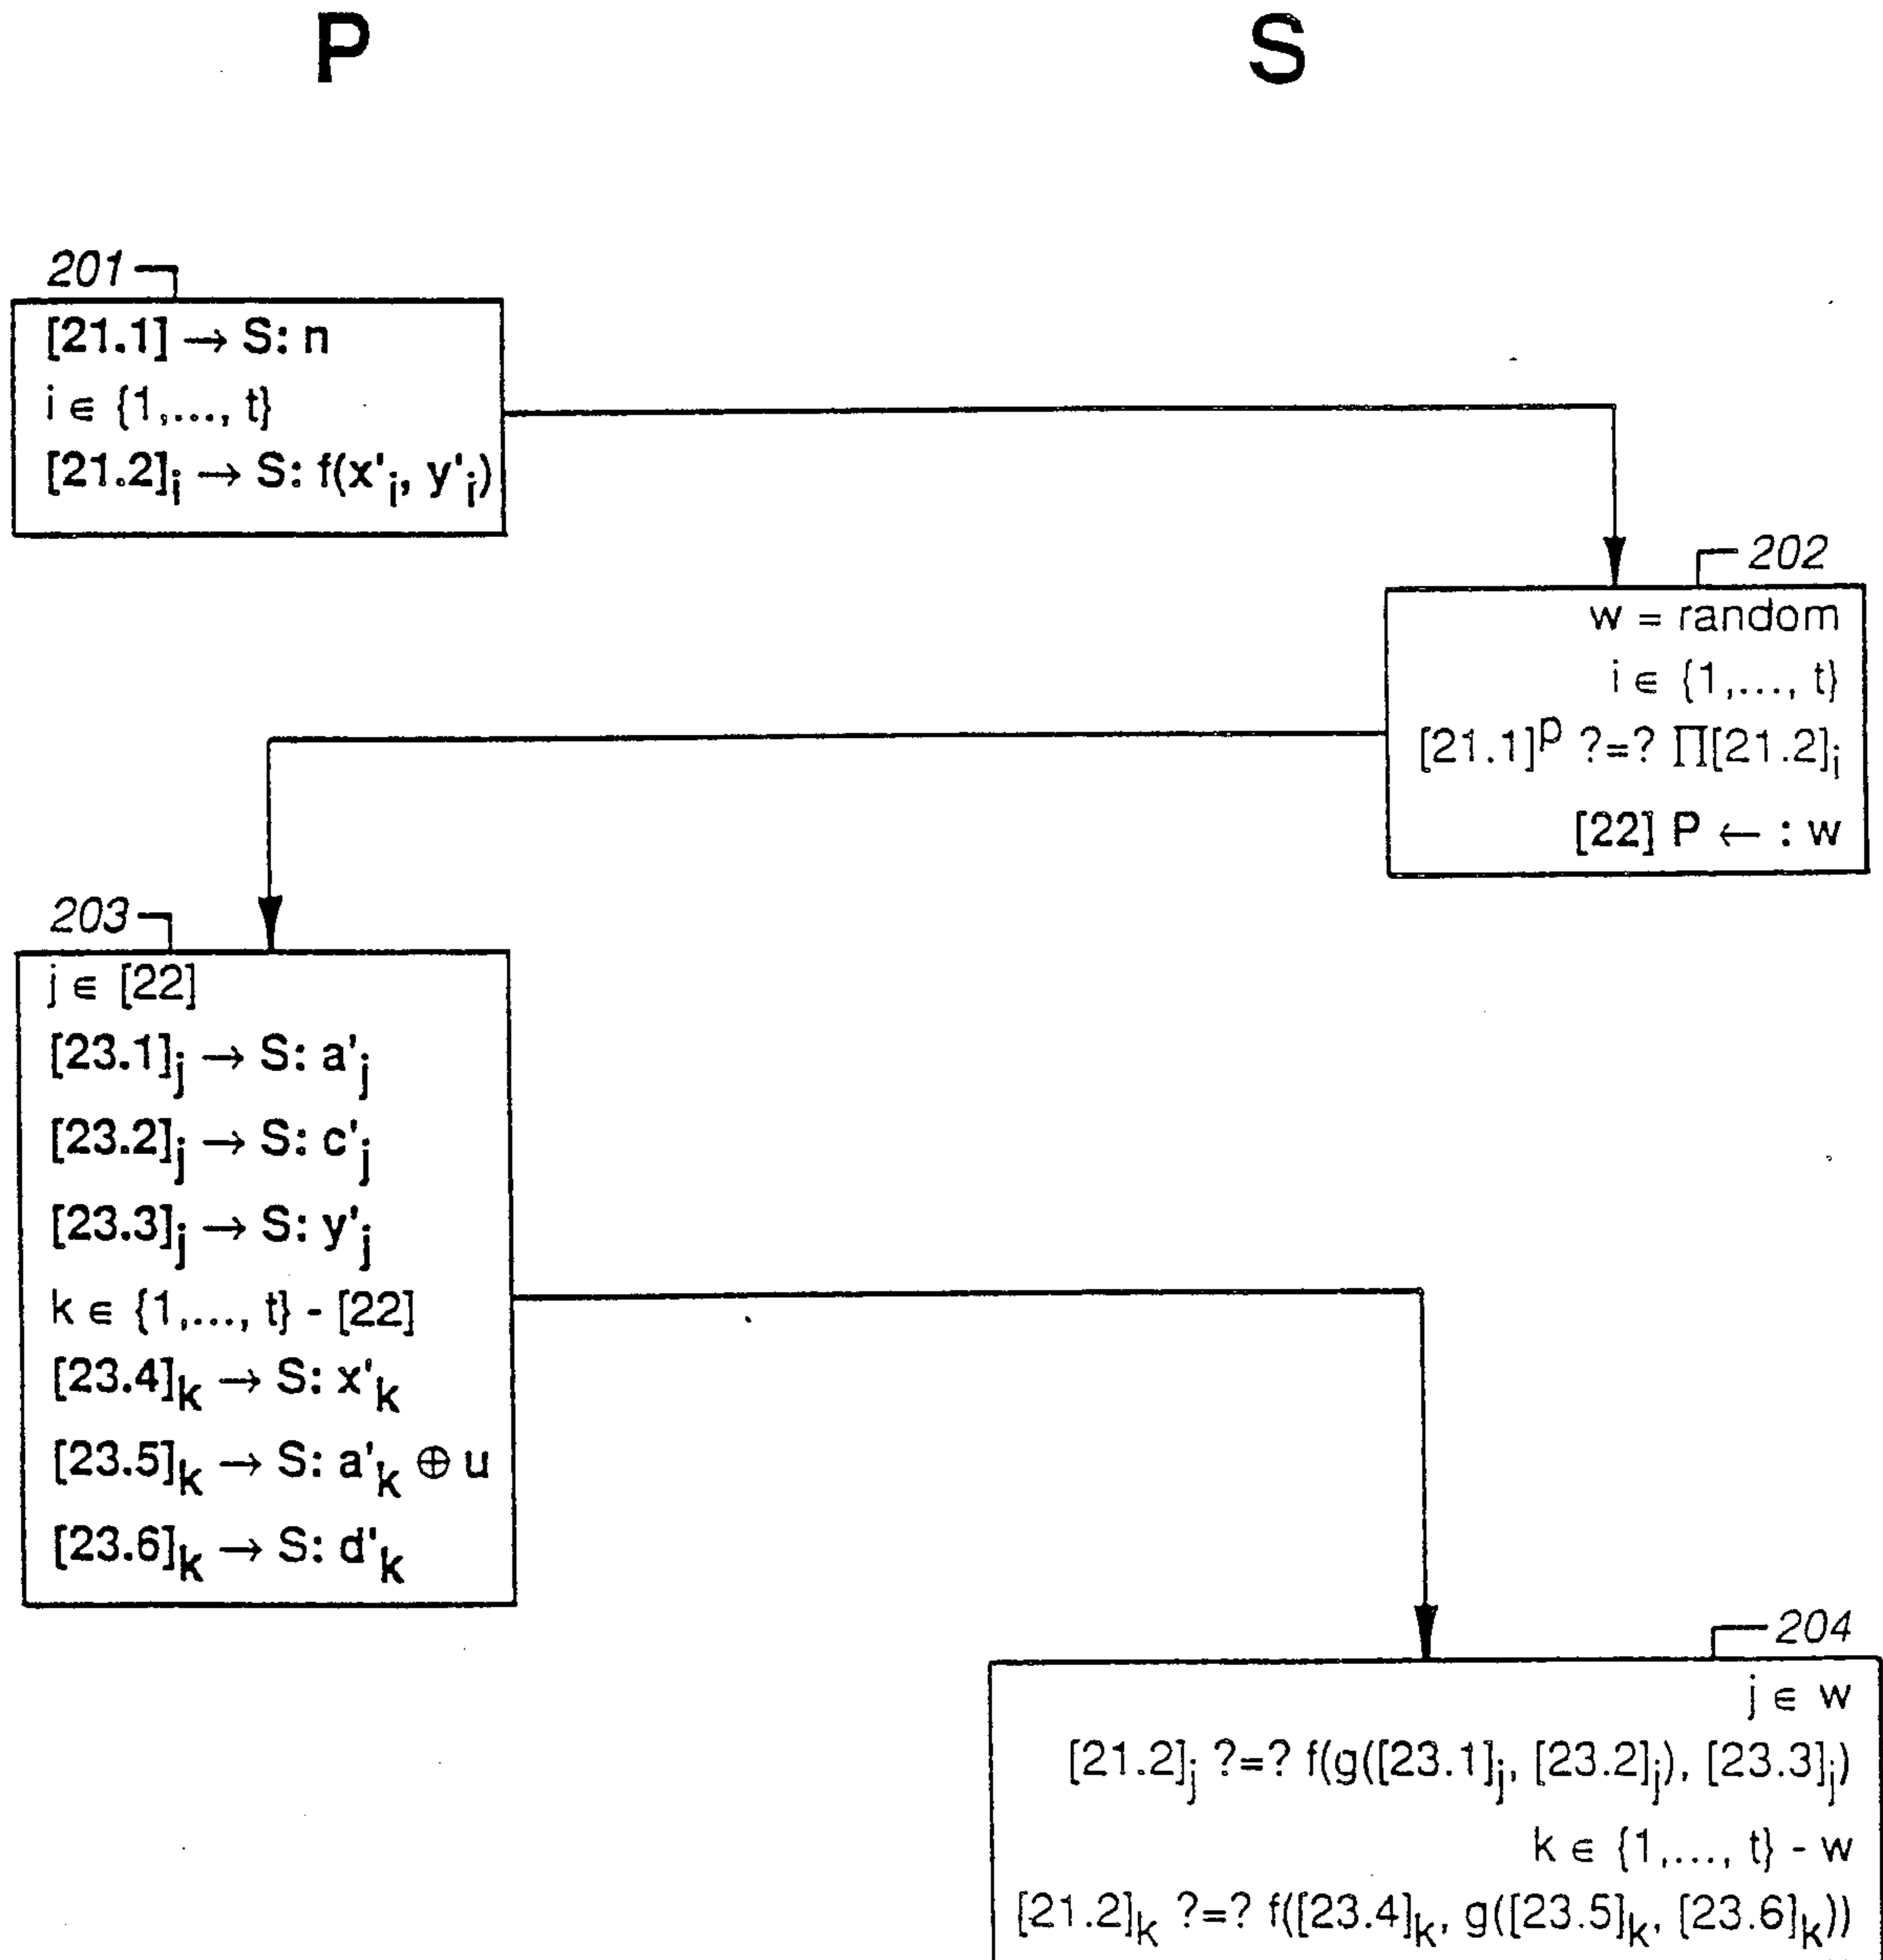 P
S
201
[21.1] → S: n
i ∈ {1,..., t}
[21.2]i → S: f(x'i, y'i)
202
w = random
i ∈ {1,..., t}
[21.1]p ?=? ∏[21.2]i
[22] P ← : w
203
j ∈ [22]
[23.1]j → S: a'j
[23.2]j → S: c'j
[23.3]j → S: y'j
k ∈ {1,..., t} - [22]
[23.4]k → S: x'k
[23.5]k → S: a'k ⊕ u
[23.6]k → S: d'k
204
j ∈ w
[21.2]j ?=? f(g([23.1]j, [23.2]j), [23.3]j)
k ∈ {1,..., t} - w
[21.2]k ?=? f([23.4]k, g([23.5]k, [23.6]k))